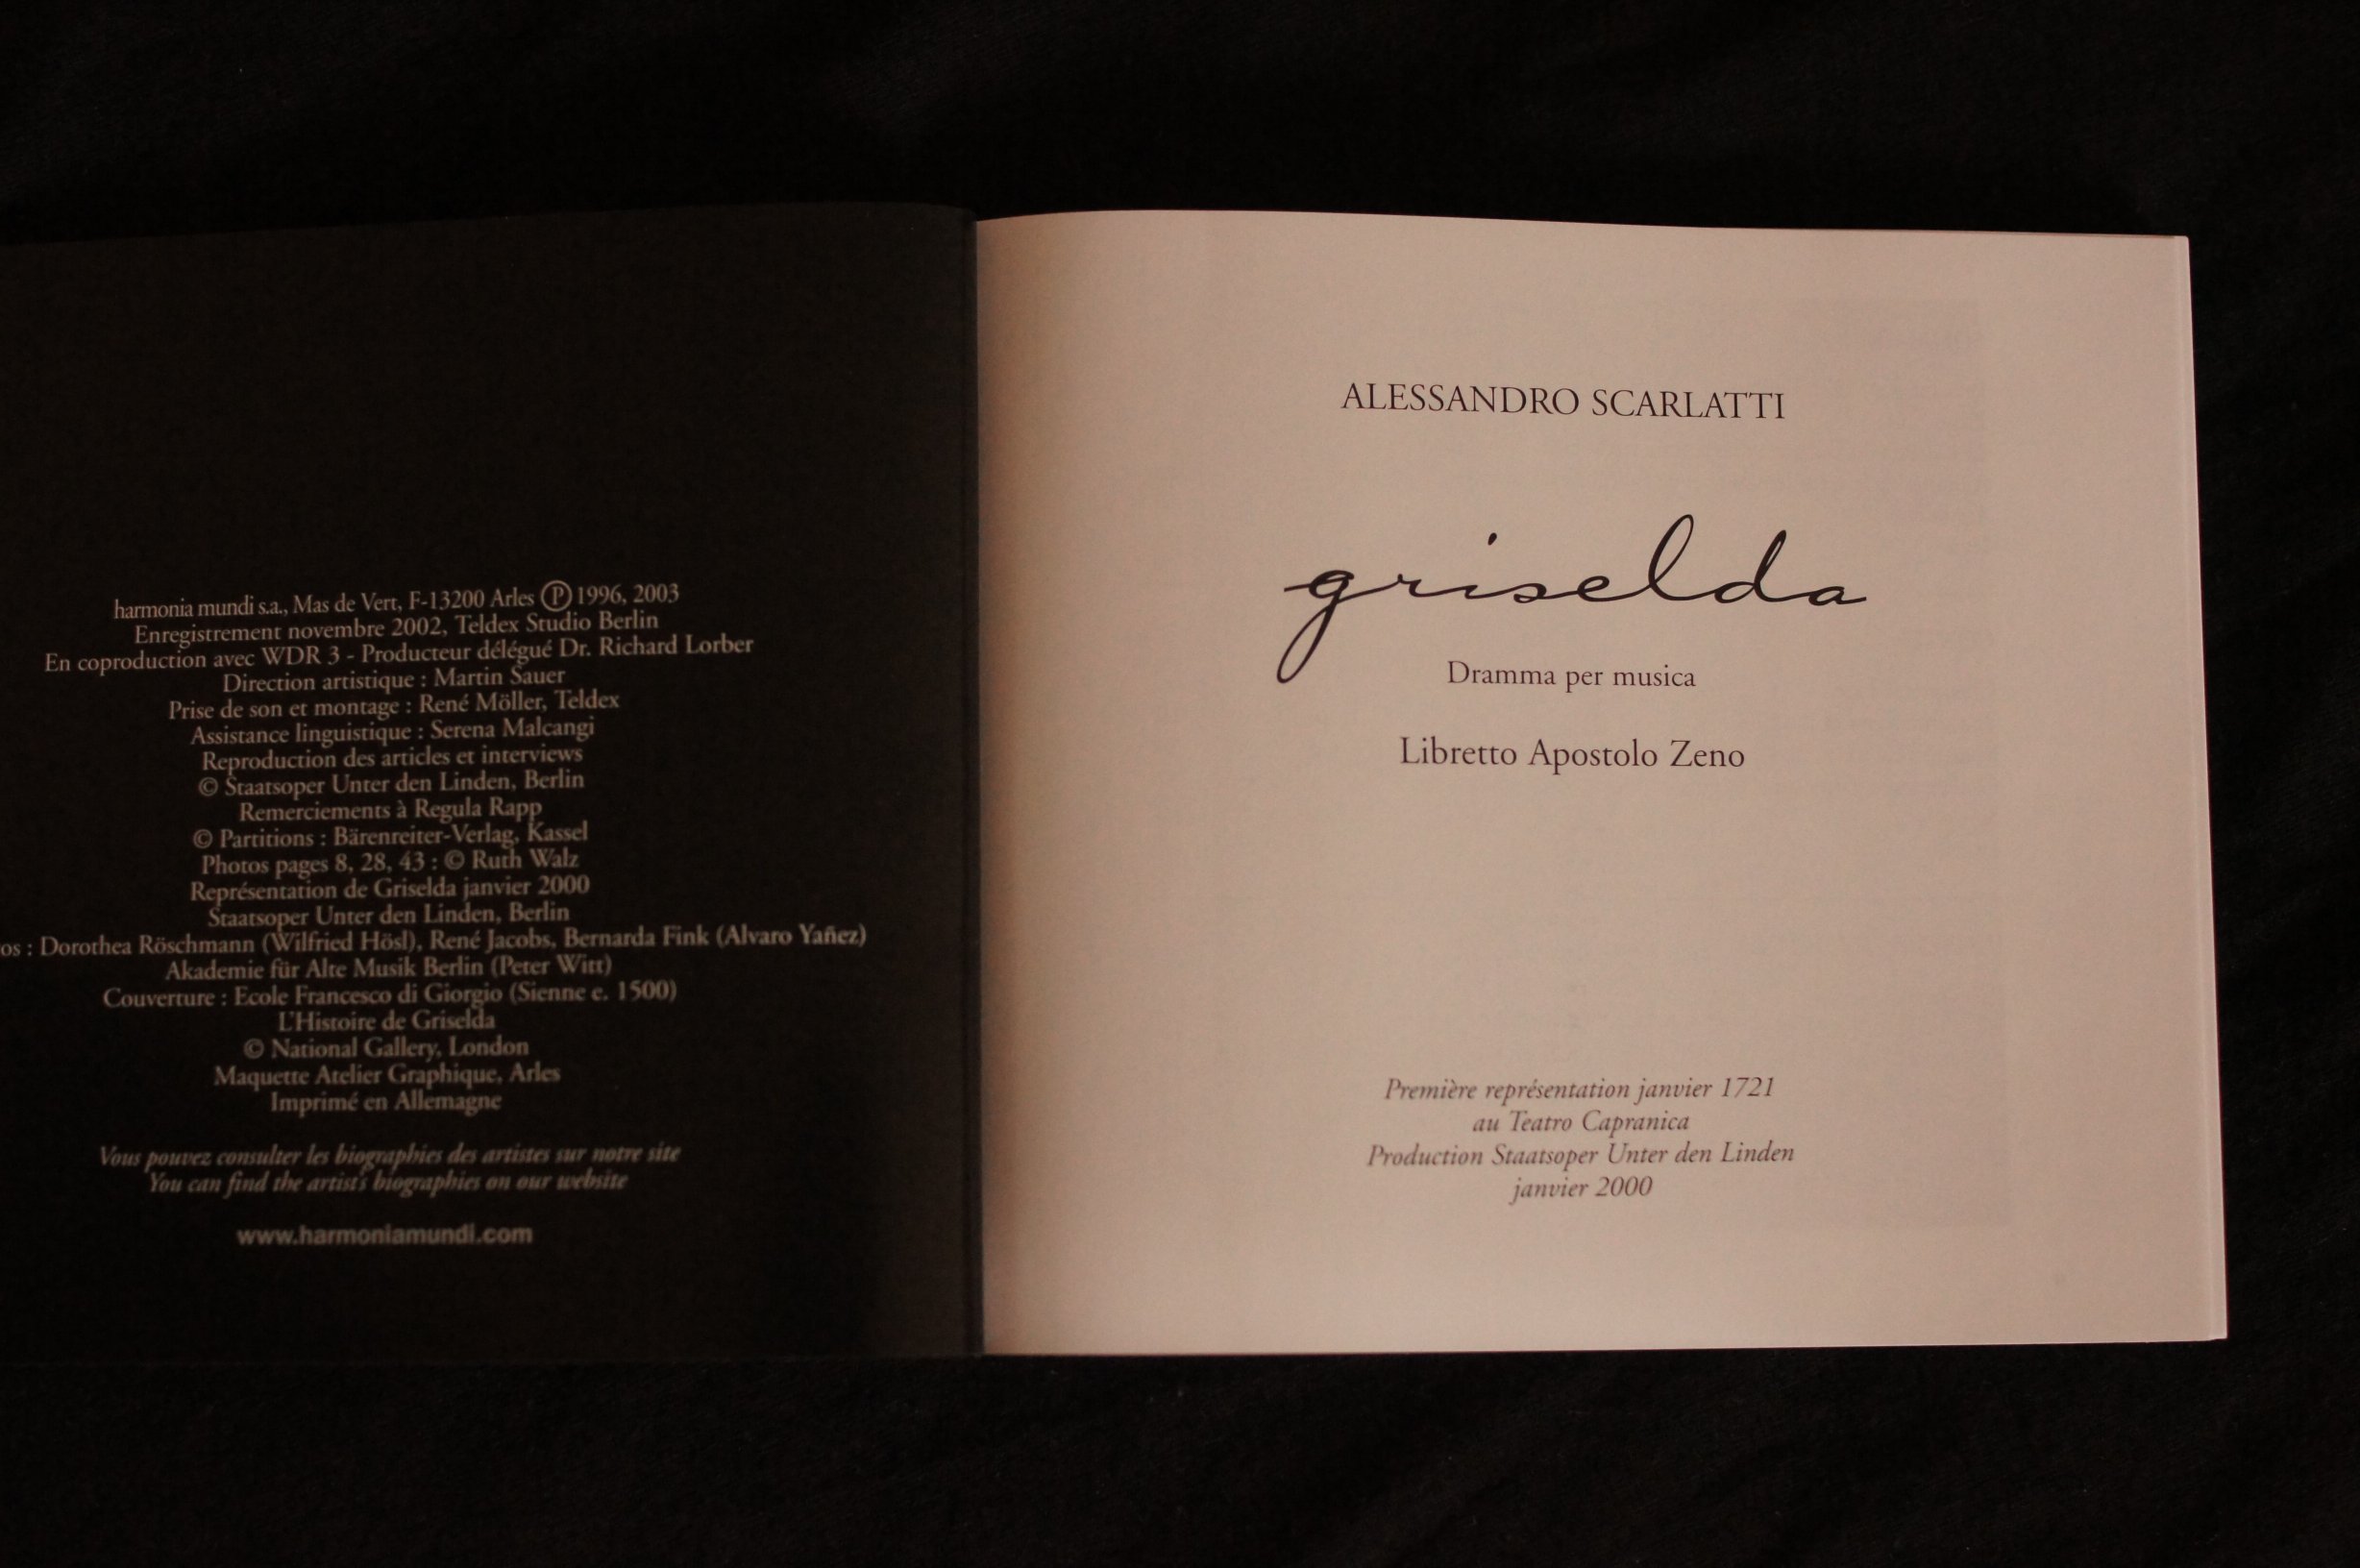 harmonia mundi s.a., Mas de Vert, F-13200 Arles ℗ 1996, 2003
Enregistrement novembre 2002, Teldex Studio Berlin
En coproduction avec WDR 3 - Producteur délégué Dr. Richard Lorber
Direction artistique : Martin Sauer
Prise de son et montage : René Möller, Teldex
Assistance linguistique : Serena Malcangi
Reproduction des articles et interviews
© Staatsoper Unter den Linden, Berlin
Remerciements à Regula Rapp
© Partitions : Bärenreiter-Verlag, Kassel
Photos pages 8, 28, 43 : © Ruth Walz
Représentation de Griselda janvier 2000
Staatsoper Unter den Linden, Berlin
os : Dorothea Röschmann (Wilfried Hösl), René Jacobs, Bernarda Fink (Alvaro Yañez)
Akademie für Alte Musik Berlin (Peter Witt)
Couverture : Ecole Francesco di Giorgio (Sienne c. 1500)
L'Histoire de Griselda
© National Gallery, London
Maquette Atelier Graphique, Arles
Imprimé en Allemagne
Vous pouvez consulter les biographies des artistes sur notre site
You can find the artist's biographies on our website
www.harmoniamundi.com
ALESSANDRO SCARLATTI
griselda
Dramma per musica
Libretto Apostolo Zeno
Première représentation janvier 1721
au Teatro Capranica
Production Staatsoper Unter den Linden
janvier 2000